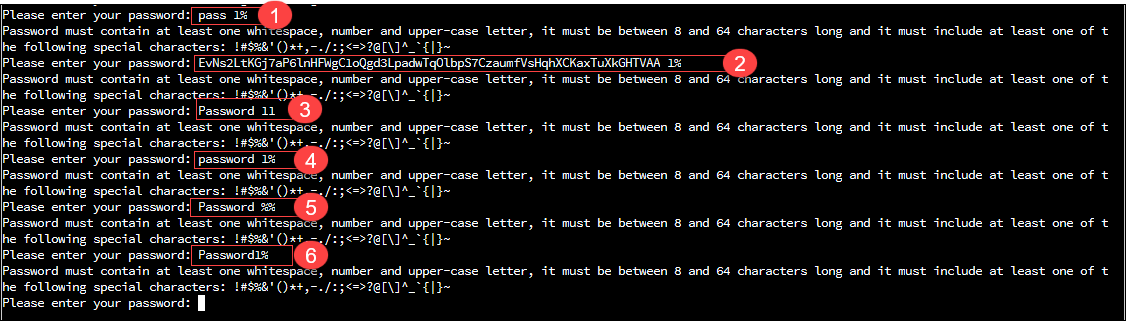 Please enter your password: pass 1% 1
Password must contain at least one whitespace, number and upper-case letter, it must be between 8 and 64 characters long and it must include at least one of t
he following special characters: !#$%&'()*+,-./:;<=>?@[\]^_`{|}~
Please enter your password: EvNs2LtKGj7aP6lnHFWgCloQgd3LpadwTqOlbpS7CzaumfVsHqhXCKaxTuXkGHTVAA 1% 2
Password must contain at least one whitespace, number and upper-case letter, it must be between 8 and 64 characters long and it must include at least one of t
he following special characters: !#$%&'()*+,-./:;<=>?@[\]^_`{|}~
Please enter your password: Password 11 3
Password must contain at least one whitespace, number and upper-case letter, it must be between 8 and 64 characters long and it must include at least one of t
he following special characters: !#$%&'()*+,-./:;<=>?@[\]^_`{|}~
Please enter your password: password 1% 4
Password must contain at least one whitespace, number and upper-case letter, it must be between 8 and 64 characters long and it must include at least one of t
he following special characters: !#$%&'()*+,-./:;<=>?@[\]^_`{|}~
Please enter your password: Password %% 5
Password must contain at least one whitespace, number and upper-case letter, it must be between 8 and 64 characters long and it must include at least one of t
he following special characters: !#$%&'()*+,-./:;<=>?@[\]^_`{|}~
Please enter your password: Password1% 6
Password must contain at least one whitespace, number and upper-case letter, it must be between 8 and 64 characters long and it must include at least one of t
he following special characters: !#$%&'()*+,-./:;<=>?@[\]^_`{|}~
Please enter your password: